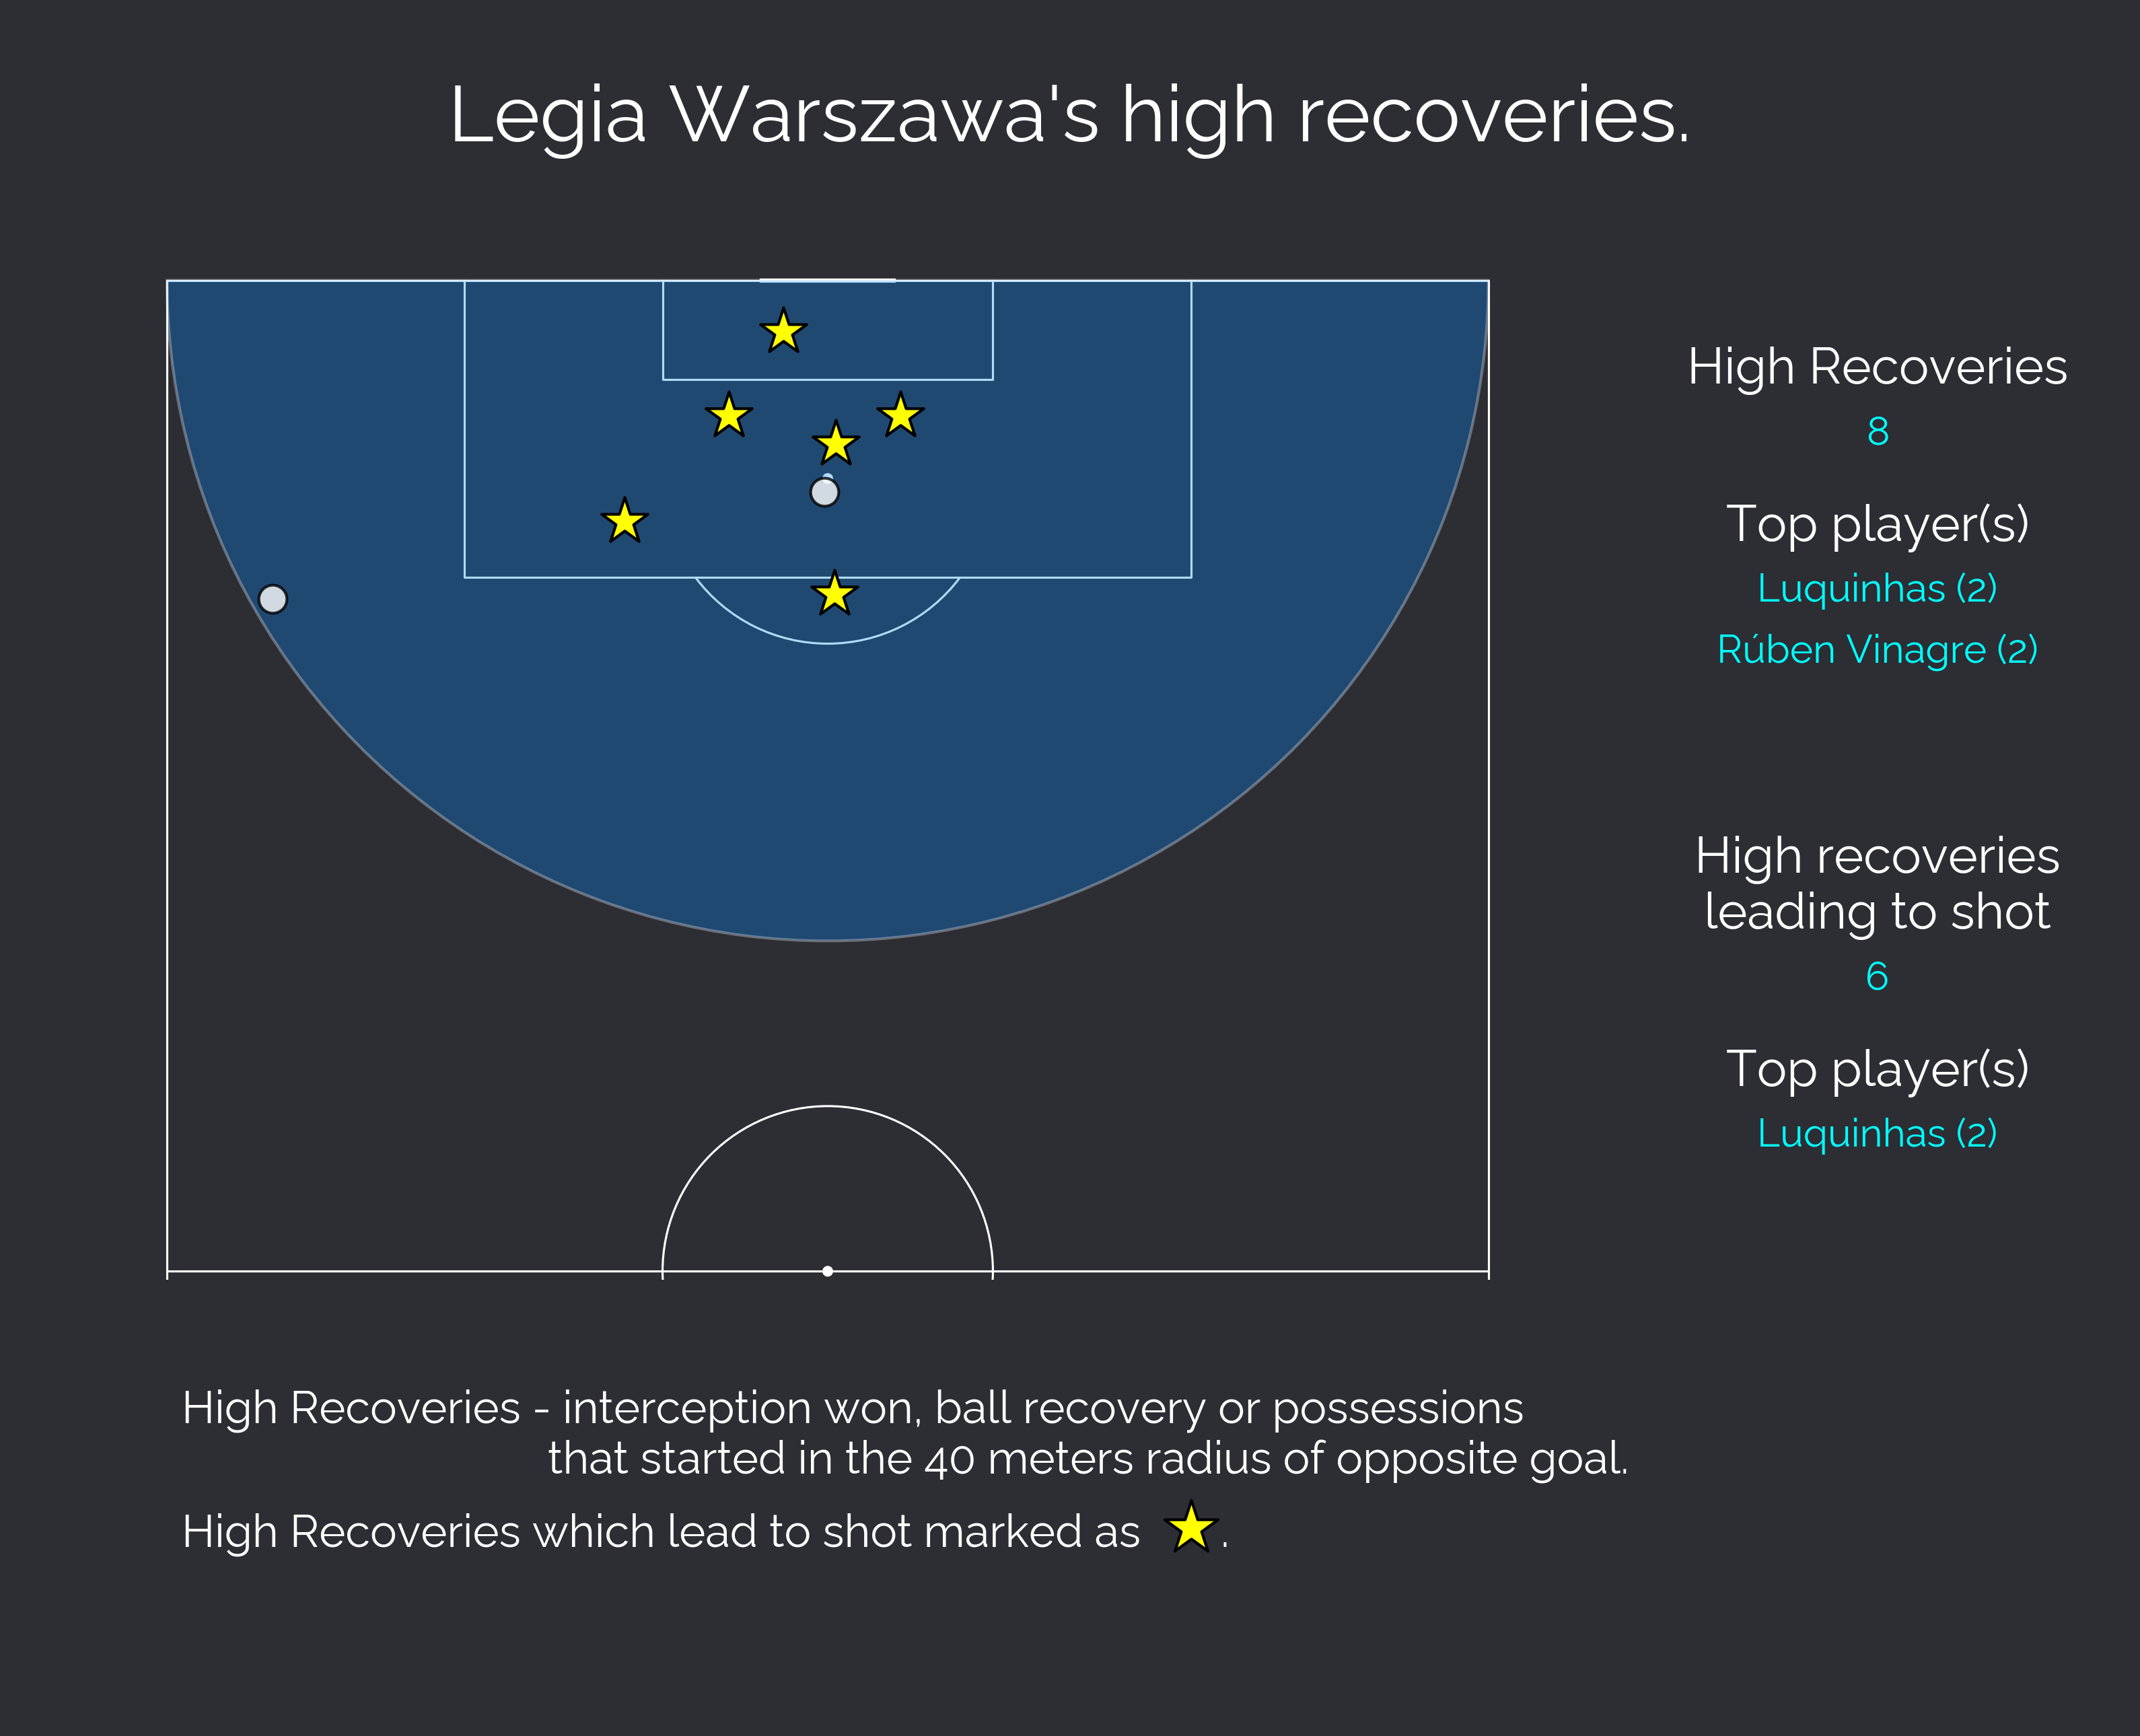 Legia Warszawa's high recoveries.
High Recoveries
8
Top player(s)
Luquinhas (2)
Rúben Vinagre (2)
High recoveries
leading to shot
6
Top player(s)
Luquinhas (2)
High Recoveries - interception won, ball recovery or possessions
that started in the 40 meters radius of opposite goal.
High Recoveries which lead to shot marked as .